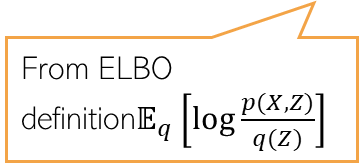 From ELBO
definition𝔼_q [log p(X,Z)/q(Z)]